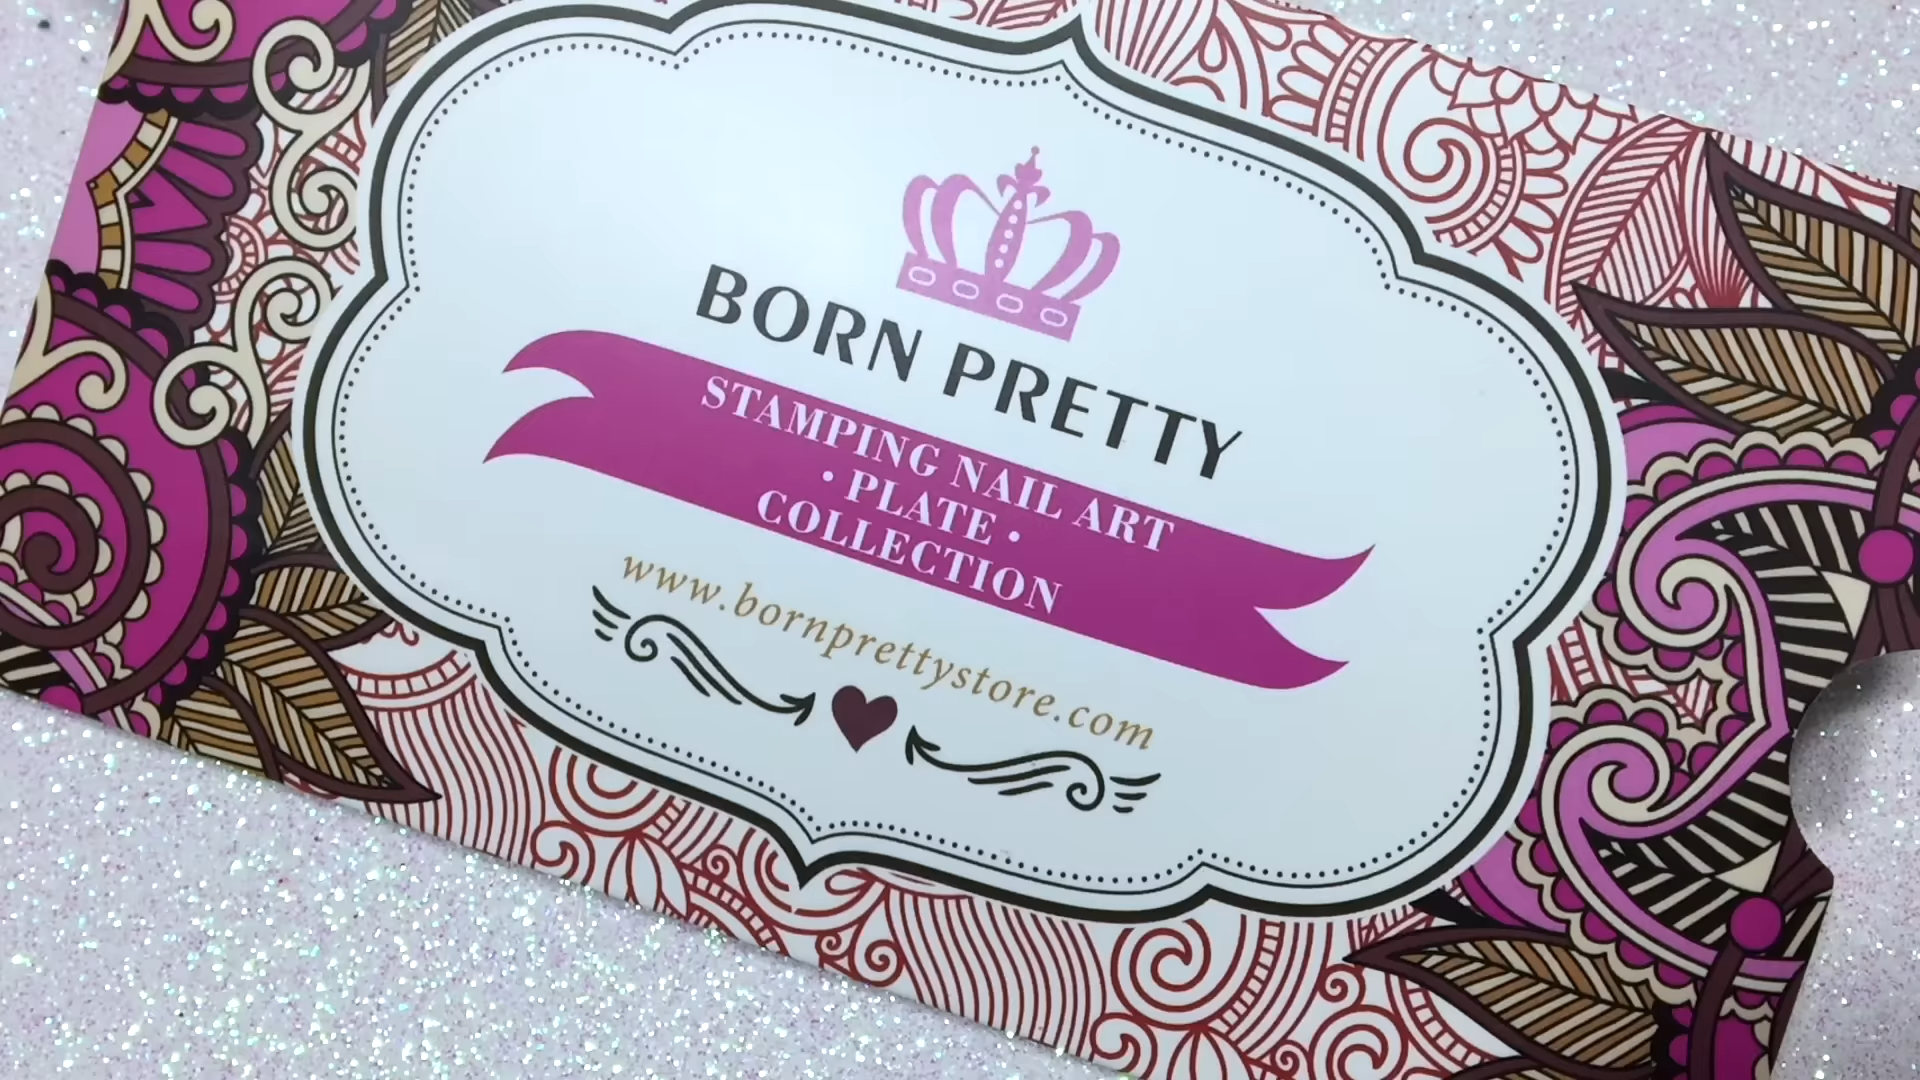 BORN PRETTY
STAMPING NAIL ART
• PLATE •
COLLECTION
www.bornprettystore.com